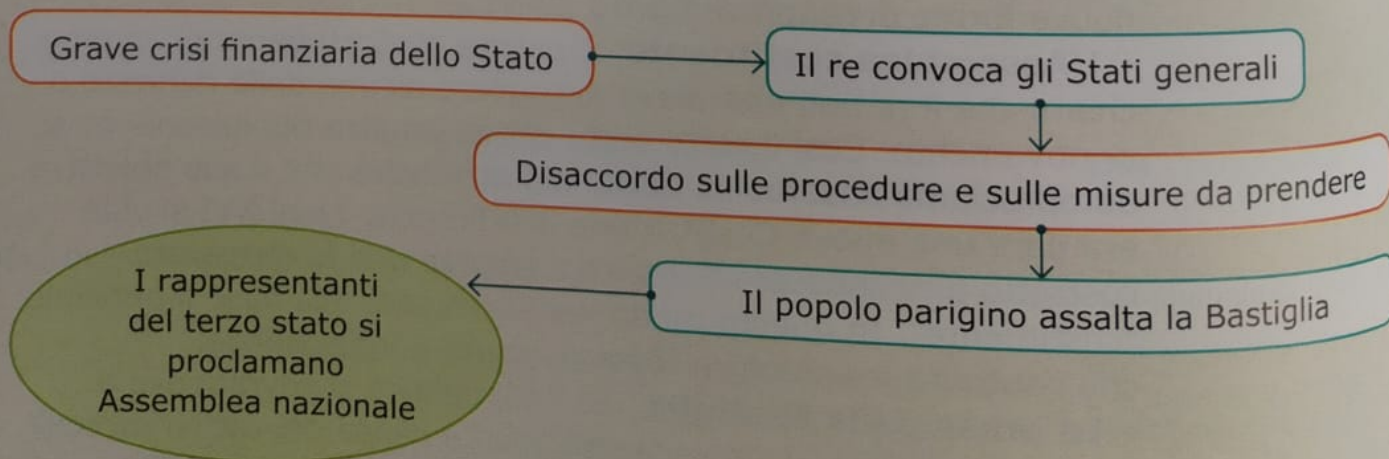 Grave crisi finanziaria dello Stato
Il re convoca gli Stati generali
Disaccordo sulle procedure e sulle misure da prendere
Il popolo parigino assalta la Bastiglia
I rappresentanti
del terzo stato si
proclamano
Assemblea nazionale